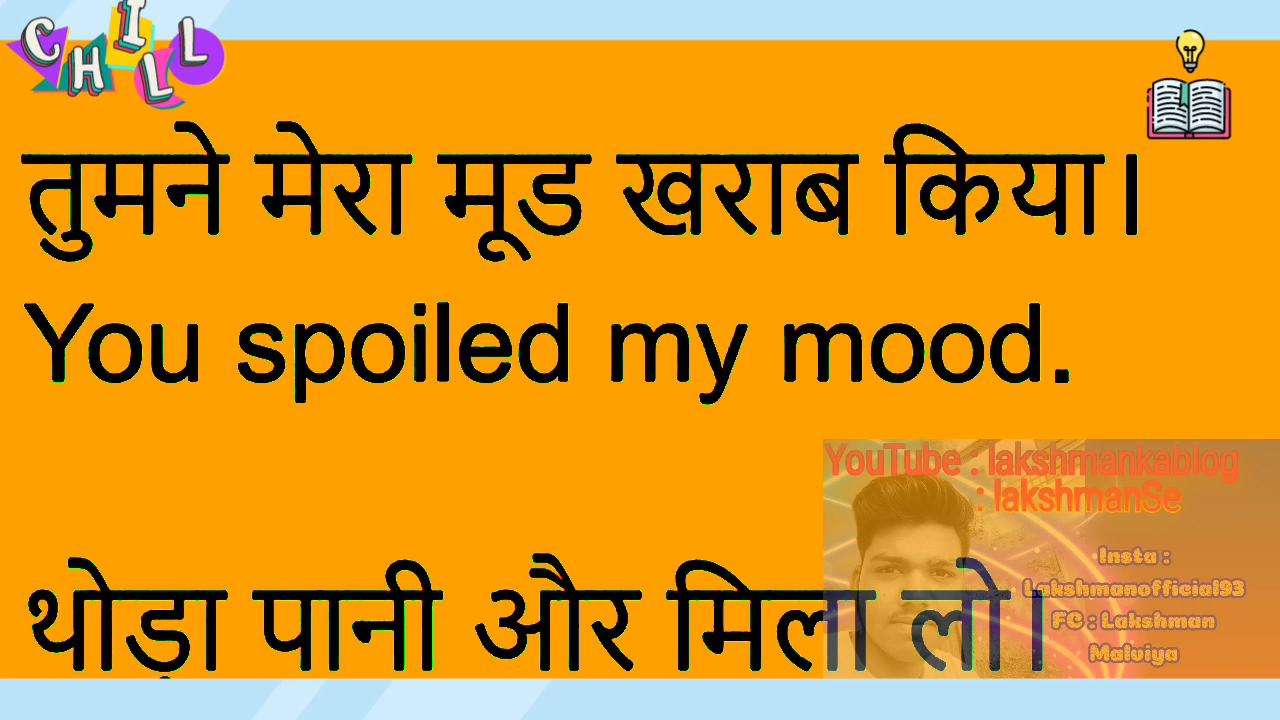 CHILL
तुमने मेरा मूड खराब किया।
You spoiled my mood.
YouTube : lakshmankablog
: lakshmanSe
Insta :
Lakshmanofficial93
FC : Lakshman
Malviya
थोड़ा पानी और मिला लो।